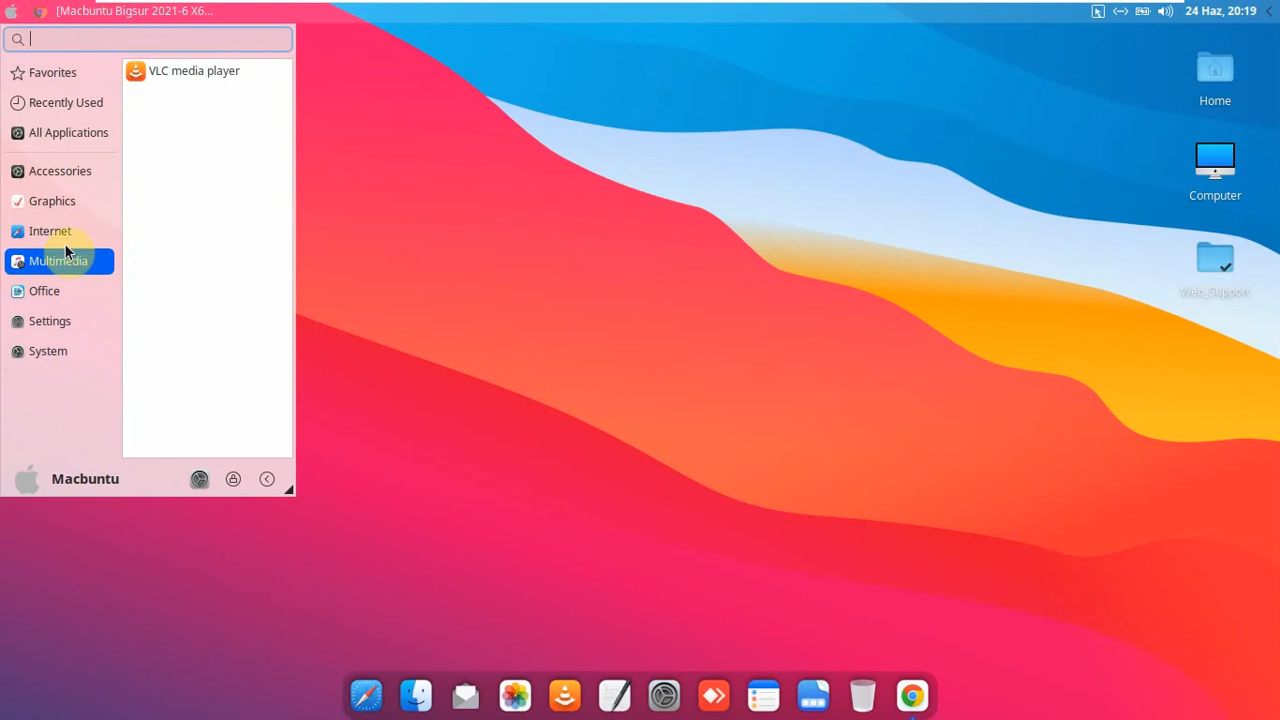 [Macbuntu Bigsur 2021-6 X6...
24 Haz, 20:19
Favorites
Recently Used
All Applications
Accessories
Graphics
Internet
Multimedia
Office
Settings
System
VLC media player
Macbuntu
Home
Computer
Web_Support